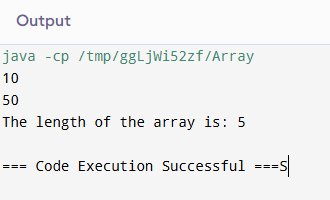 Output
java -cp /tmp/ggLjWi52zf/Array
10
50
The length of the array is: 5
=== Code Execution Successful ===S